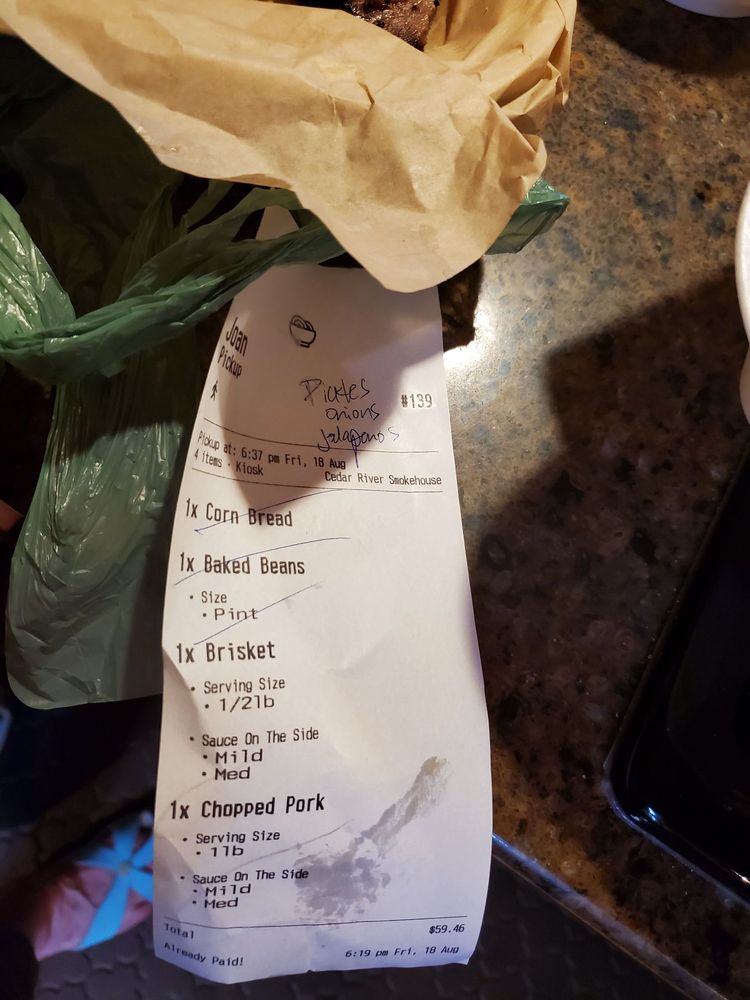 Joan
Pickup
Pickles
onions
jalapeno's
#139
Pickup at: 6:37 pm Fri, 18 Aug
4 items · Kiosk
Cedar River Smokehouse
1x Corn Bread
1x Baked Beans
• Size
• Pint
1x Brisket
• Serving Size
• 1/2lb
• Sauce On The Side
• Mild
• Med
1x Chopped Pork
• Serving Size
• 1lb
• Sauce On The Side
• Mild
• Med
Total $59.46
Already Paid! 6:19 pm Fri, 18 Aug